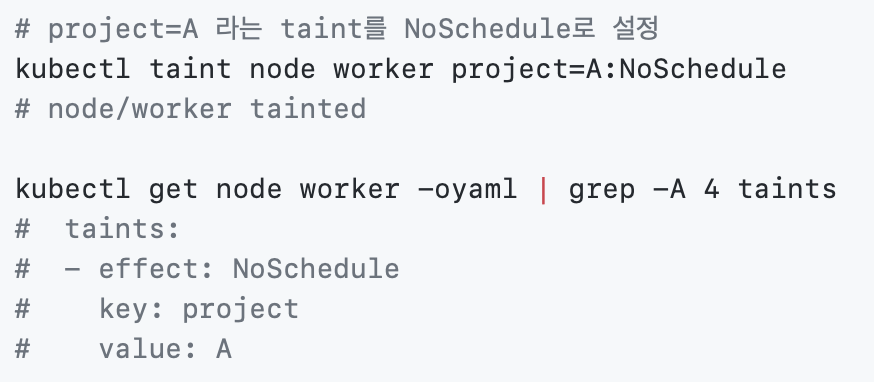 # project=A 라는 taint를 NoSchedule로 설정
kubectl taint node worker project=A:NoSchedule
# node/worker tainted
kubectl get node worker -oyaml | grep -A 4 taints
#  taints:
#  - effect: NoSchedule
#    key: project
#    value: A